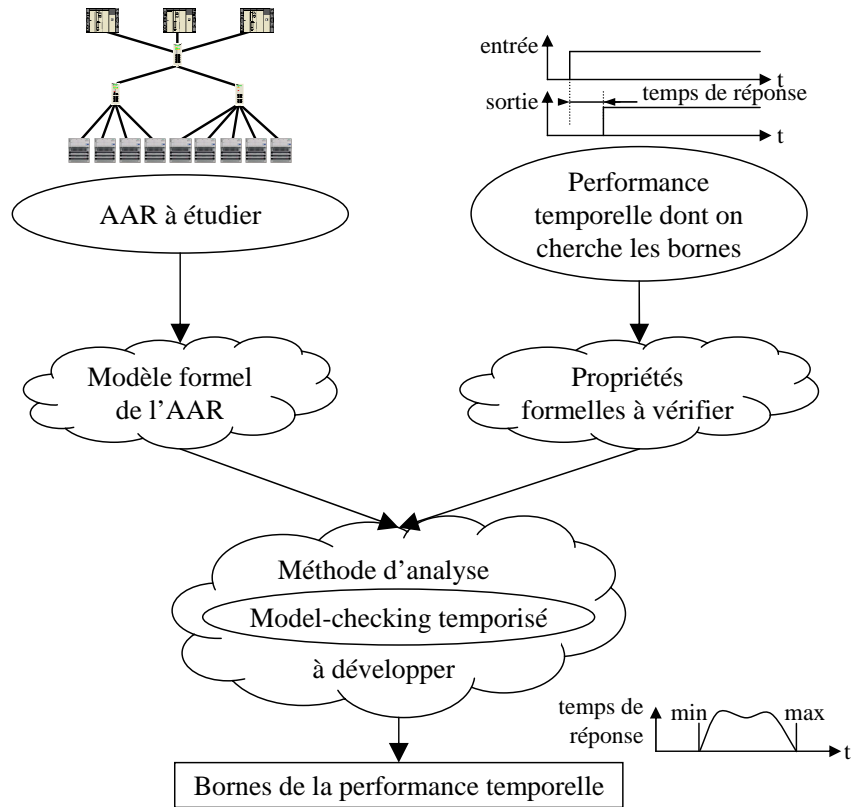 entrée
t
sortie
temps de réponse
t
AAR à étudier
Performance
temporelle dont on
cherche les bornes
Modèle formel
de l’AAR
Propriétés
formelles à vérifier
Méthode d’analyse
Model-checking temporisé
à développer
temps de
réponse
min
max
t
Bornes de la performance temporelle